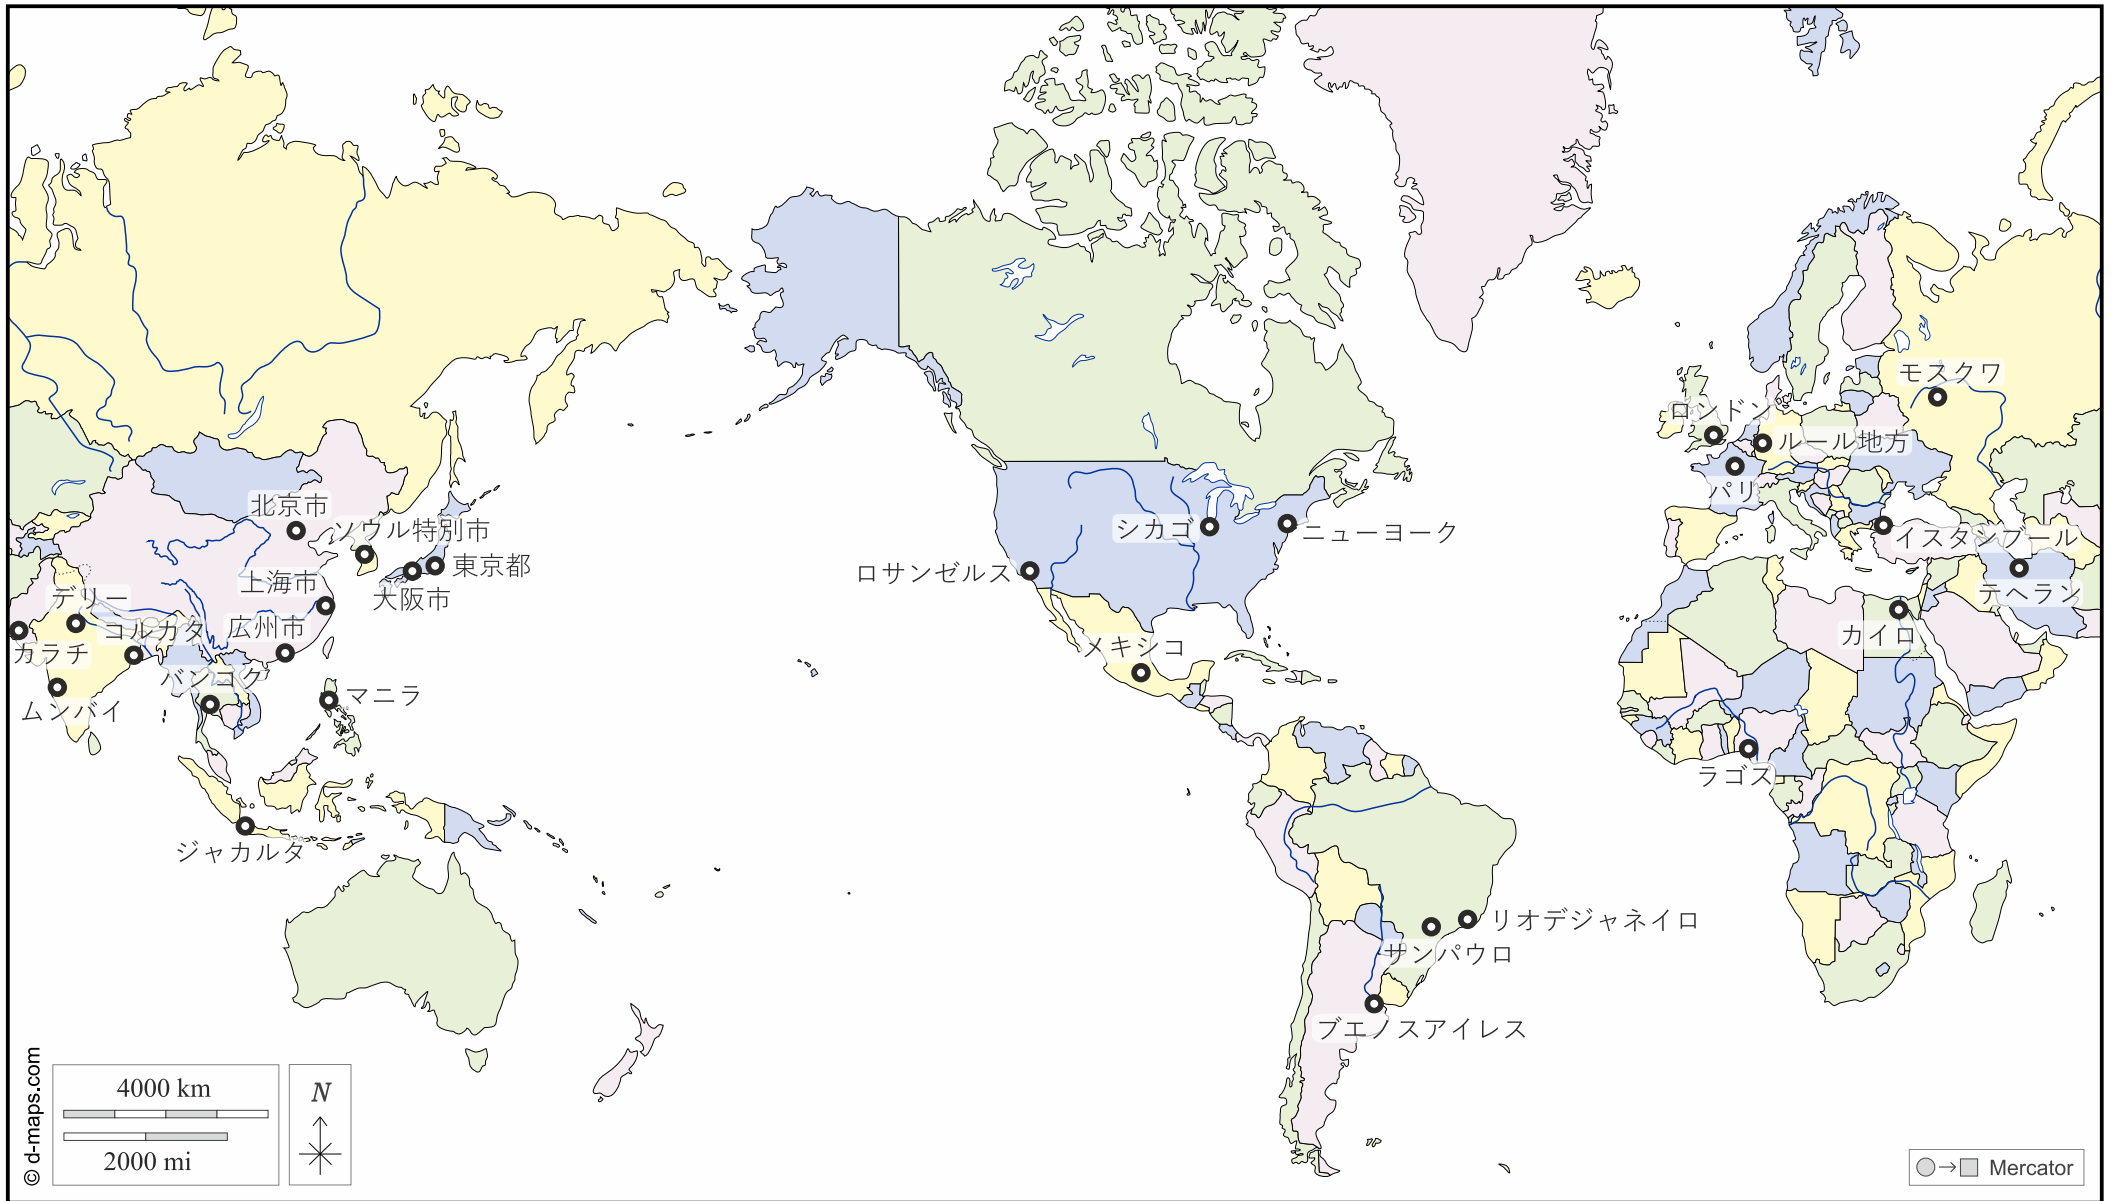 モスクワ
ロンドン
ルール地方
パリ
北京市
ソウル特別市
シカゴ
ニューヨーク
イスタンブール
東京都
ロサンゼルス
上海市
大阪市
テヘラン
デリー
コルカタ
広州市
カイロ
カラチ
メキシコ
バンコク
マニラ
ムンバイ
ラゴス
ジャカルタ
リオデジャネイロ
サンパウロ
ブエノスアイレス
© d-maps.com
4000 km
2000 mi
N
Mercator